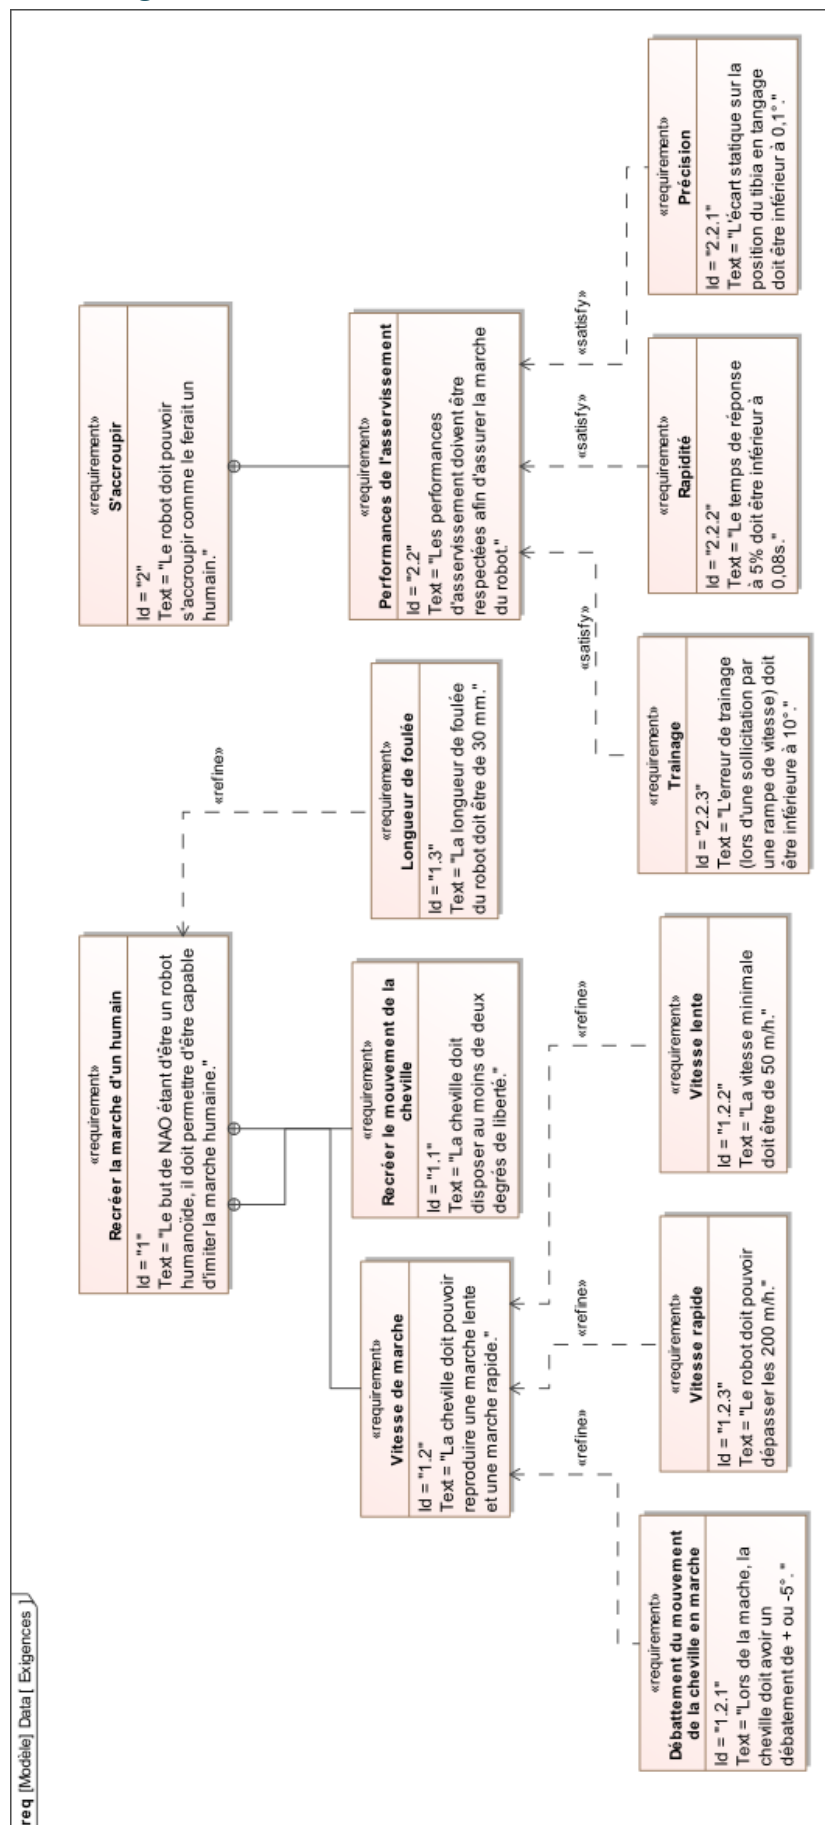 req [Modèle] Data [ Exigences ]
«requirement»
Recréer la marche d'un humain
Id = "1"
Text = "Le but de NAO étant d'être un robot
humanoïde, il doit permettre d'être capable
d'imiter la marche humaine."
«requirement»
S'accroupir
Id = "2"
Text = "Le robot doit pouvoir
s'accroupir comme le ferait un
humain."
«refine»
«requirement»
Vitesse de marche
Id = "1.2"
Text = "La cheville doit pouvoir
reproduire une marche lente
et une marche rapide."
«requirement»
Recréer le mouvement de la
cheville
Id = "1.1"
Text = "La cheville doit
disposer au moins de deux
degrés de liberté."
«requirement»
Longueur de foulée
Id = "1.3"
Text = "La longueur de foulée
du robot doit être de 30 mm."
«requirement»
Performances de l'asservissement
Id = "2.2"
Text = "Les performances
d'asservissement doivent être
respectées afin d'assurer la marche
du robot."
«refine»
«refine»
«refine»
«satisfy»
«satisfy»
«satisfy»
«requirement»
Débattement du mouvement
de la cheville en marche
Id = "1.2.1"
Text = "Lors de la mache, la
cheville doit avoir un
débatement de + ou -5°. "
«requirement»
Vitesse rapide
Id = "1.2.3"
Text = "Le robot doit pouvoir
dépasser les 200 m/h."
«requirement»
Vitesse lente
Id = "1.2.2"
Text = "La vitesse minimale
doit être de 50 m/h."
«requirement»
Trainage
Id = "2.2.3"
Text = "L'erreur de trainage
(lors d'une sollicitation par
une rampe de vitesse) doit
être inférieure à 10°."
«requirement»
Rapidité
Id = "2.2.2"
Text = "Le temps de réponse
à 5% doit être inférieur à
0,08s."
«requirement»
Précision
Id = "2.2.1"
Text = "L'écart statique sur la
position du tibia en tangage
doit être inférieur à 0,1°."